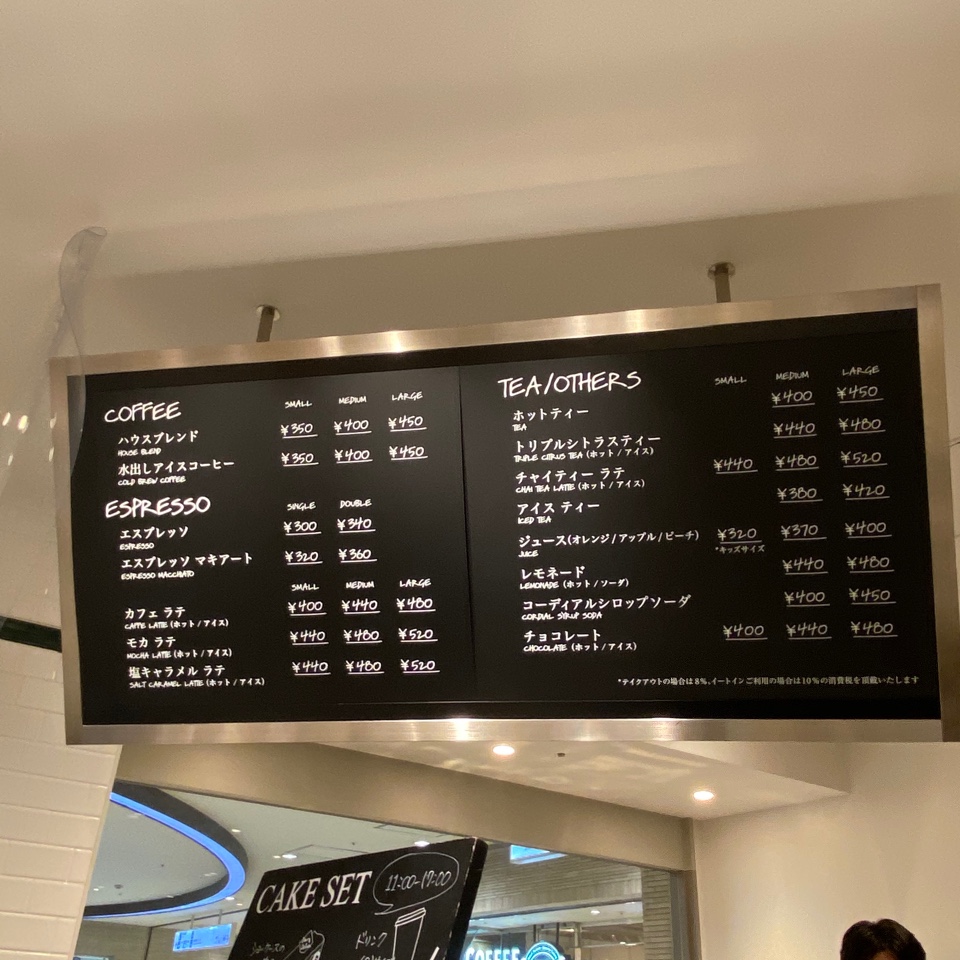 COFFEE SMALL MEDIUM LARGE
ハウスブレンド ¥350 ¥400 ¥450
HOUSE BLEND
水出しアイスコーヒー ¥350 ¥400 ¥450
COLD BREW COFFEE
ESPRESSO SINGLE DOUBLE
エスプレッソ ¥300 ¥340
ESPRESSO
エスプレッソ マキアート ¥320 ¥360
ESPRESSO MACCHIATO
SMALL MEDIUM LARGE
カフェ ラテ ¥400 ¥440 ¥480
CAFFE LATTE (ホット / アイス)
モカ ラテ ¥440 ¥480 ¥520
MOCHA LATTE (ホット / アイス)
塩キャラメル ラテ ¥440 ¥480 ¥520
SALT CARAMEL LATTE (ホット / アイス)
TEA/OTHERS SMALL MEDIUM LARGE
ホットティー ¥400 ¥450
TEA
トリプルシトラスティー ¥440 ¥480
TRIPLE CITRUS TEA (ホット / アイス)
チャイティー ラテ ¥440 ¥480 ¥520
CHAI TEA LATTE (ホット / アイス)
アイス ティー ¥380 ¥420
ICED TEA
ジュース(オレンジ / アップル / ピーチ) ¥320 ¥370 ¥400
JUICE *キッズサイズ
レモネード ¥440 ¥480
LEMONADE (ホット / ソーダ)
コーディアルシロップソーダ ¥400 ¥450
CORDIAL SYRUP SODA
チョコレート ¥400 ¥440 ¥480
CHOCOLATE (ホット / アイス)
*テイクアウトの場合は8%、イートインご利用の場合は10%の消費税を頂戴いたします
CAKE SET 11:00-17:00
ドリンク
COFFEE